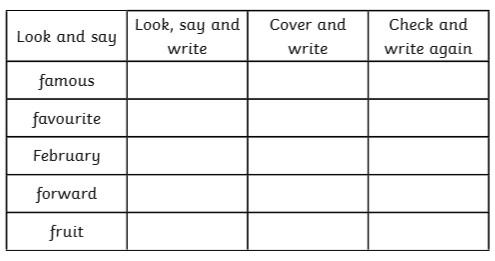 Look and say
Look, say and
write
Cover and
write
Check and
write again
famous
favourite
February
forward
fruit